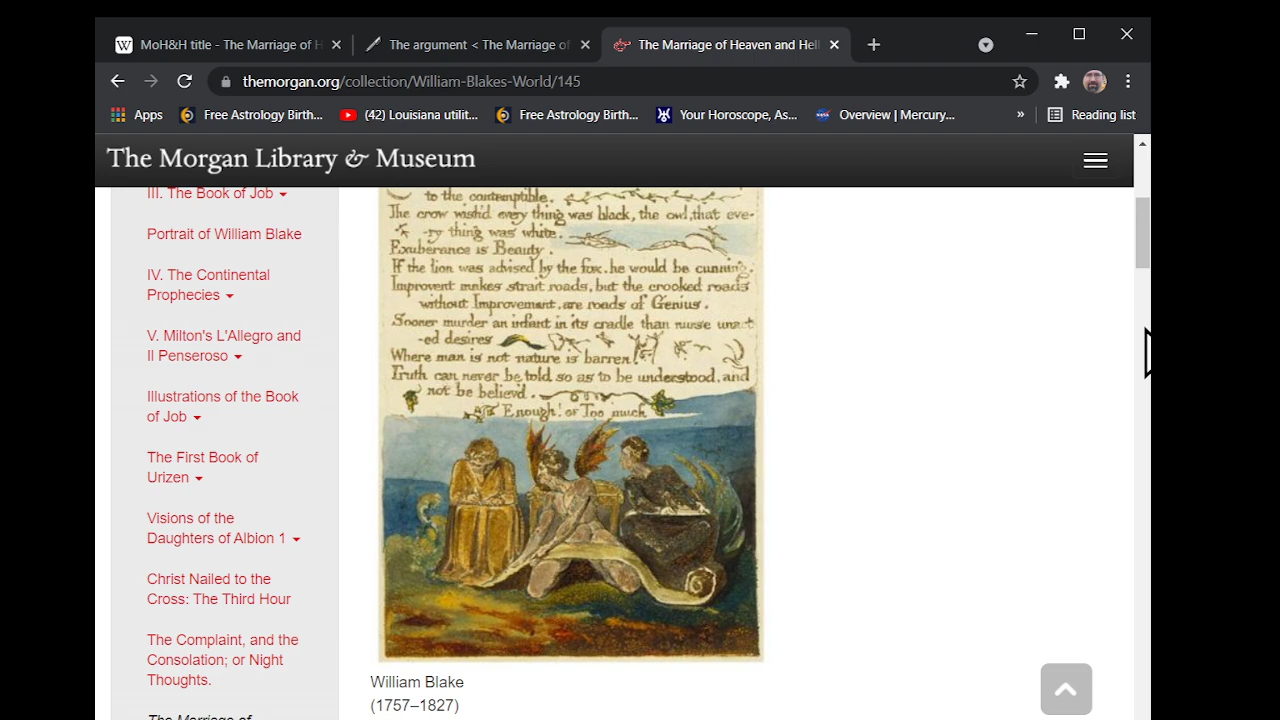 MoH&H title - The Marriage of H
The argument < The Marriage of
The Marriage of Heaven and Hell
themorgan.org/collection/William-Blakes-World/145
Apps
Free Astrology Birth...
(42) Louisiana utilit...
Free Astrology Birth...
Your Horoscope, As...
Overview | Mercury...
»
Reading list
The Morgan Library & Museum
III. The Book of Job
Portrait of William Blake
IV. The Continental
Prophecies
V. Milton's L'Allegro and
Il Penseroso
Illustrations of the Book
of Job
The First Book of
Urizen
Visions of the
Daughters of Albion 1
Christ Nailed to the
Cross: The Third Hour
The Complaint, and the
Consolation; or Night
Thoughts.
The Marriage of
to the contemptible.
The crow wish'd every thing was black, the owl, that eve-
-ry thing was white.
Exuberance is Beauty.
If the lion was advised by the fox. he would be cunning.
Improvent makes strait roads, but the crooked roads
without Improvement, are roads of Genius.
Sooner murder an infant in its cradle than nurse unact
-ed desires
Where man is not nature is barren.
Truth can never be told so as to be understood, and
not be believ'd.
Enough! or Too much
William Blake
(1757–1827)